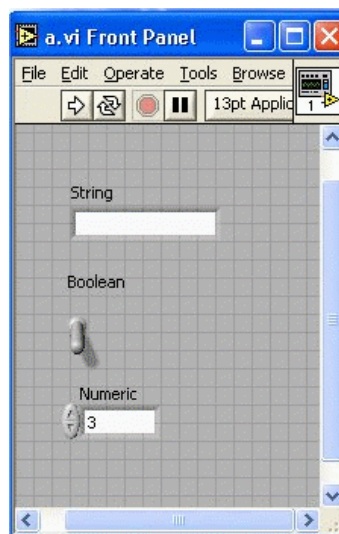 a.vi Front Panel
File Edit Operate Tools Browse
13pt Applic
1
String
Boolean
Numeric
3